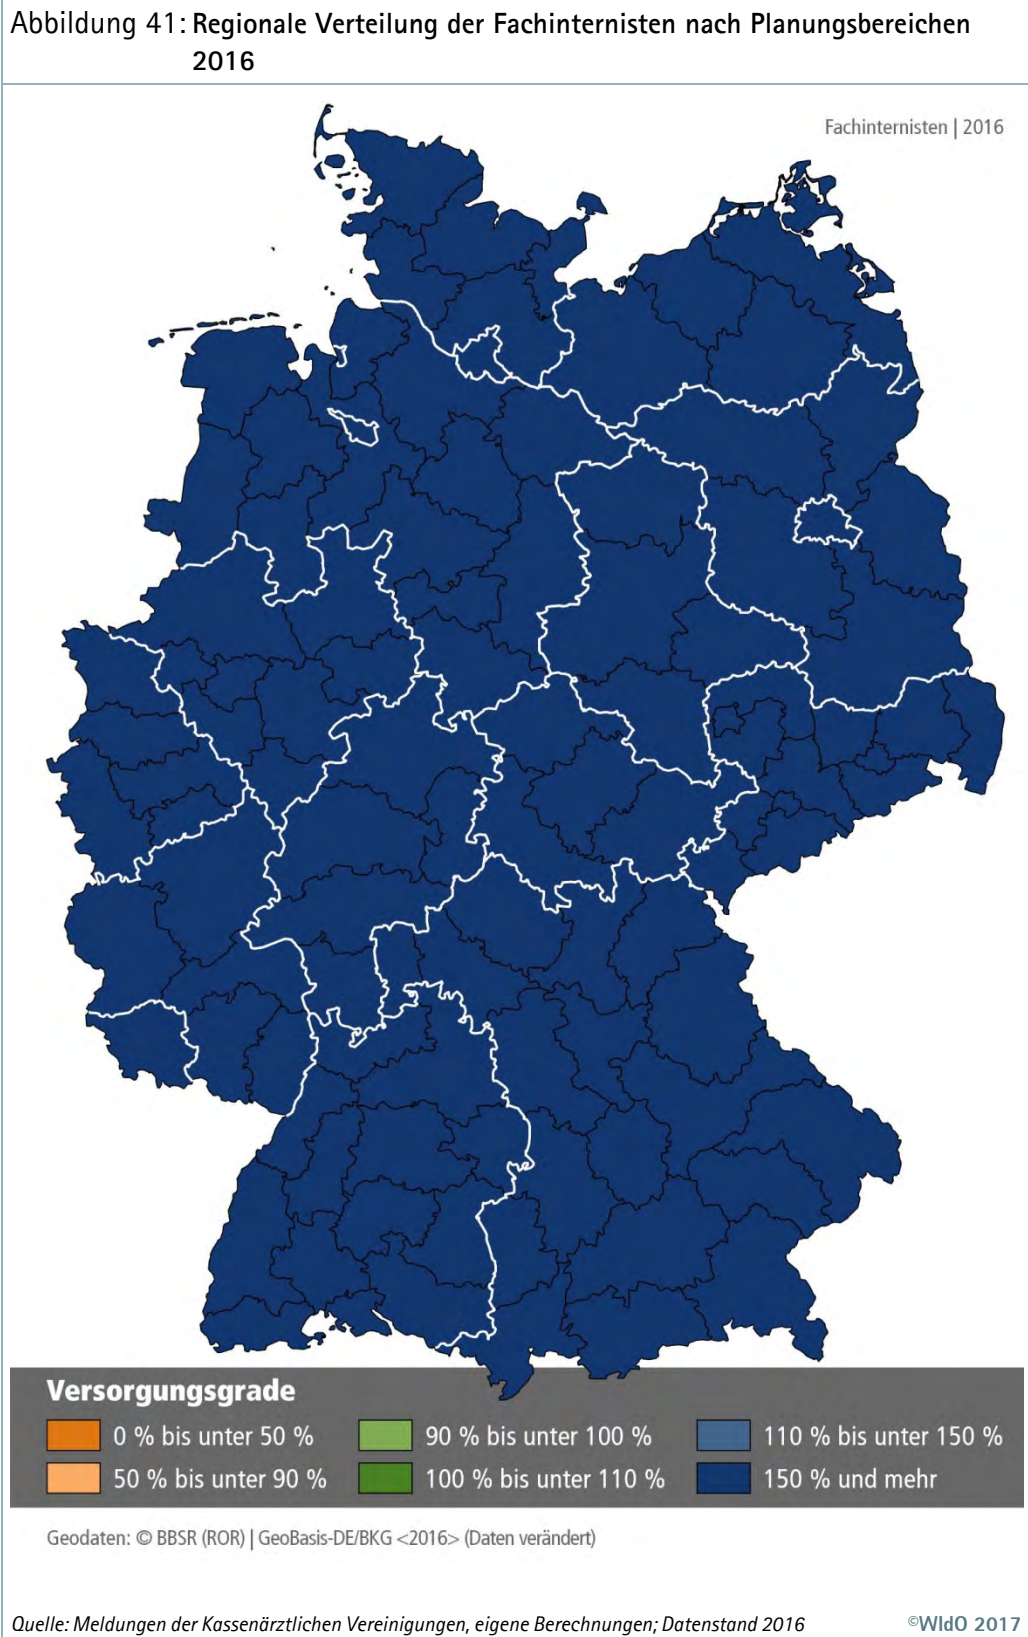 Abbildung 41: Regionale Verteilung der Fachinternisten nach Planungsbereichen
2016
Fachinternisten | 2016
Versorgungsgrade
0 % bis unter 50 %
90 % bis unter 100 %
110 % bis unter 150 %
50 % bis unter 90 %
100 % bis unter 110 %
150 % und mehr
Geodaten: © BBSR (ROR) | GeoBasis-DE/BKG <2016> (Daten verändert)
Quelle: Meldungen der Kassenärztlichen Vereinigungen, eigene Berechnungen; Datenstand 2016
©WIdO 2017